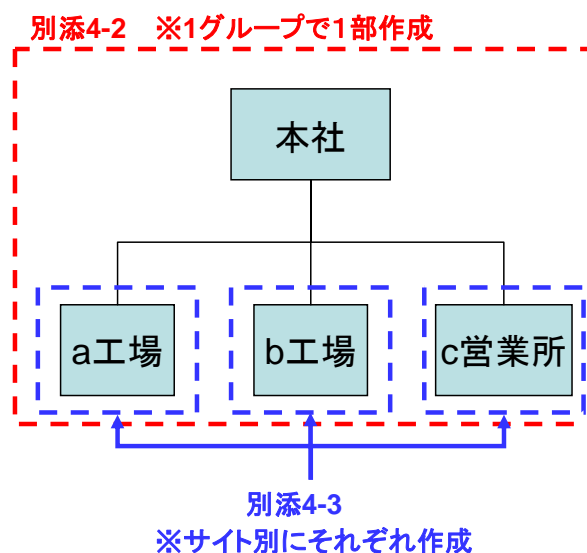 別添4-2　※1グループで1部作成
本社
a工場
b工場
c営業所
別添4-3
※サイト別にそれぞれ作成